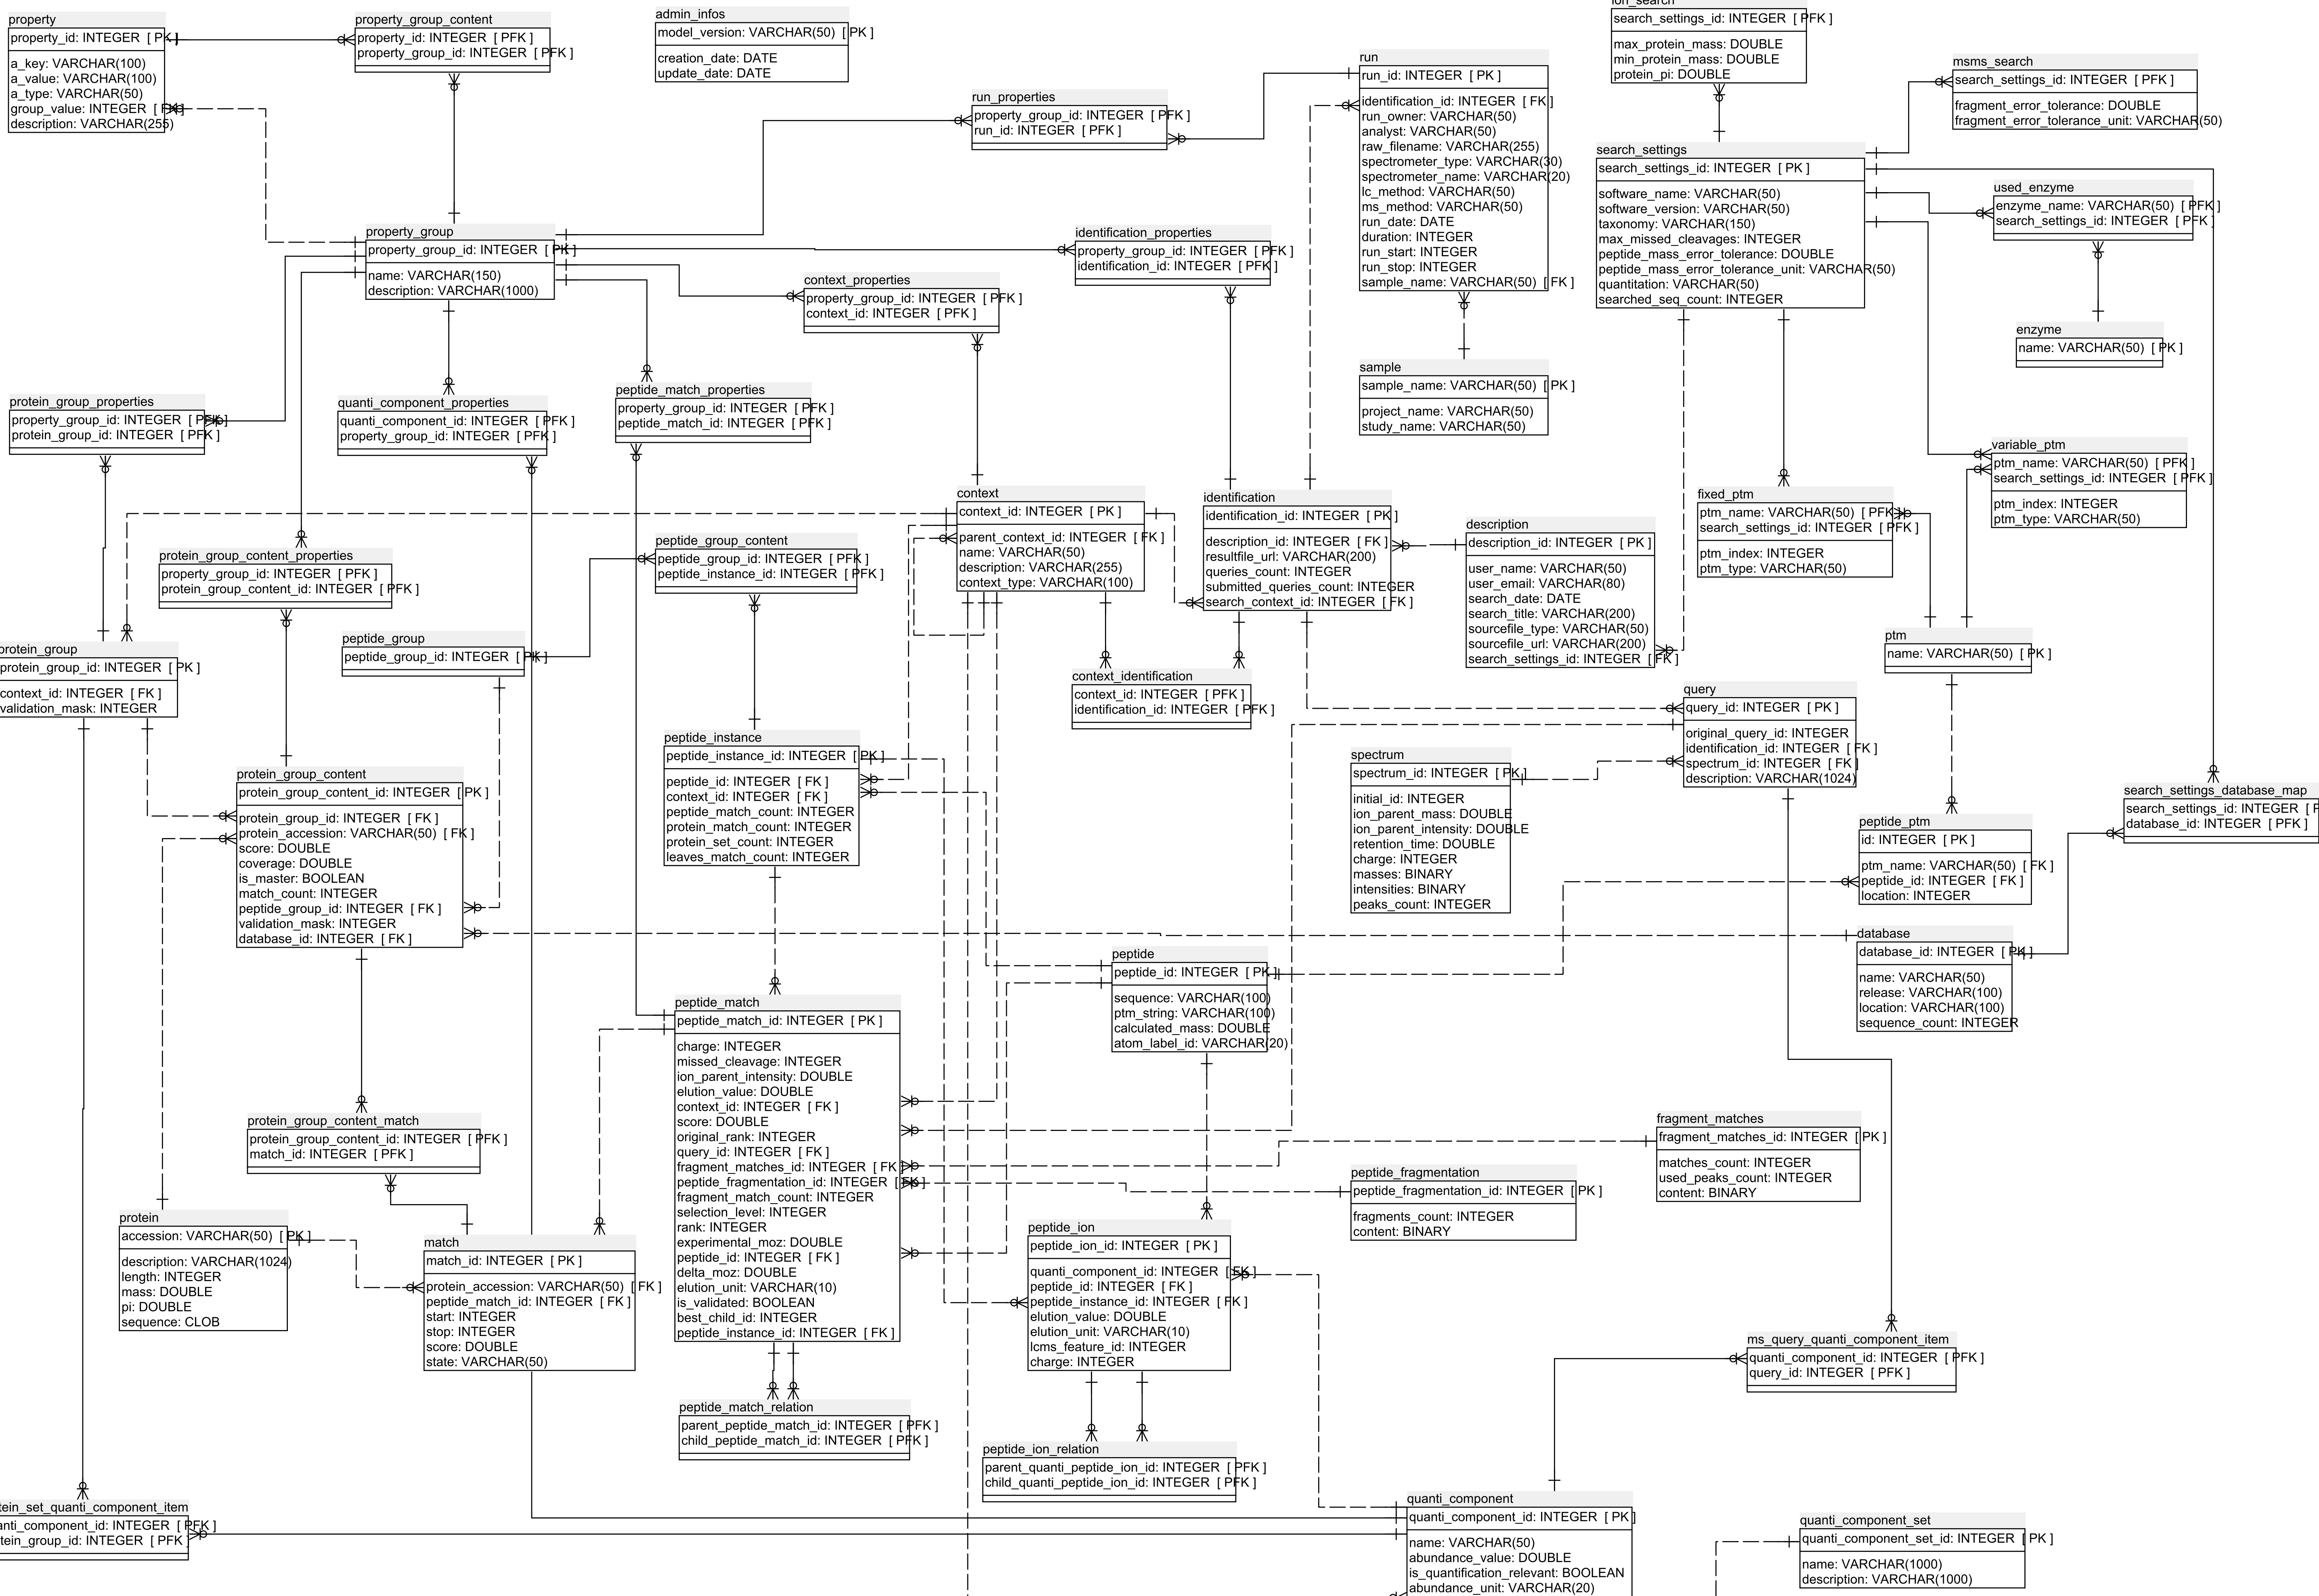 property
property_id: INTEGER [ PK ]
a_key: VARCHAR(100)
a_value: VARCHAR(100)
a_type: VARCHAR(50)
group_value: INTEGER [ FK ]
description: VARCHAR(255)
property_group_content
property_id: INTEGER [ PFK ]
property_group_id: INTEGER [ PFK ]
admin_infos
model_version: VARCHAR(50) [ PK ]
creation_date: DATE
update_date: DATE
run_properties
property_group_id: INTEGER [ PFK ]
run_id: INTEGER [ PFK ]
run
run_id: INTEGER [ PK ]
identification_id: INTEGER [ FK ]
run_owner: VARCHAR(50)
analyst: VARCHAR(50)
raw_filename: VARCHAR(255)
spectrometer_type: VARCHAR(30)
spectrometer_name: VARCHAR(20)
lc_method: VARCHAR(50)
ms_method: VARCHAR(50)
run_date: DATE
duration: INTEGER
run_start: INTEGER
run_stop: INTEGER
sample_name: VARCHAR(50) [ FK ]
ion_search
search_settings_id: INTEGER [ PFK ]
max_protein_mass: DOUBLE
min_protein_mass: DOUBLE
protein_pi: DOUBLE
msms_search
search_settings_id: INTEGER [ PFK ]
fragment_error_tolerance: DOUBLE
fragment_error_tolerance_unit: VARCHAR(50)
search_settings
search_settings_id: INTEGER [ PK ]
software_name: VARCHAR(50)
software_version: VARCHAR(50)
taxonomy: VARCHAR(150)
max_missed_cleavages: INTEGER
peptide_mass_error_tolerance: DOUBLE
peptide_mass_error_tolerance_unit: VARCHAR(50)
quantitation: VARCHAR(50)
searched_seq_count: INTEGER
used_enzyme
enzyme_name: VARCHAR(50) [ PFK ]
search_settings_id: INTEGER [ PFK ]
enzyme
name: VARCHAR(50) [ PK ]
property_group
property_group_id: INTEGER [ PK ]
name: VARCHAR(150)
description: VARCHAR(1000)
identification_properties
property_group_id: INTEGER [ PFK ]
identification_id: INTEGER [ PFK ]
context_properties
property_group_id: INTEGER [ PFK ]
context_id: INTEGER [ PFK ]
sample
sample_name: VARCHAR(50) [ PK ]
project_name: VARCHAR(50)
study_name: VARCHAR(50)
protein_group_properties
property_group_id: INTEGER [ PFK ]
protein_group_id: INTEGER [ PFK ]
quanti_component_properties
quanti_component_id: INTEGER [ PFK ]
property_group_id: INTEGER [ PFK ]
peptide_match_properties
property_group_id: INTEGER [ PFK ]
peptide_match_id: INTEGER [ PFK ]
variable_ptm
ptm_name: VARCHAR(50) [ PFK ]
search_settings_id: INTEGER [ PFK ]
ptm_index: INTEGER
ptm_type: VARCHAR(50)
fixed_ptm
ptm_name: VARCHAR(50) [ PFK ]
search_settings_id: INTEGER [ PFK ]
ptm_index: INTEGER
ptm_type: VARCHAR(50)
context
context_id: INTEGER [ PK ]
parent_context_id: INTEGER [ FK ]
name: VARCHAR(50)
description: VARCHAR(255)
context_type: VARCHAR(100)
identification
identification_id: INTEGER [ PK ]
description_id: INTEGER [ FK ]
resultfile_url: VARCHAR(200)
queries_count: INTEGER
submitted_queries_count: INTEGER
search_context_id: INTEGER [ FK ]
description
description_id: INTEGER [ PK ]
user_name: VARCHAR(50)
user_email: VARCHAR(80)
search_date: DATE
search_title: VARCHAR(200)
sourcefile_type: VARCHAR(50)
sourcefile_url: VARCHAR(200)
search_settings_id: INTEGER [ FK ]
protein_group_content_properties
property_group_id: INTEGER [ PFK ]
protein_group_content_id: INTEGER [ PFK ]
peptide_group_content
peptide_group_id: INTEGER [ PFK ]
peptide_instance_id: INTEGER [ PFK ]
protein_group
protein_group_id: INTEGER [ PK ]
context_id: INTEGER [ FK ]
validation_mask: INTEGER
peptide_group
peptide_group_id: INTEGER [ PK ]
ptm
name: VARCHAR(50) [ PK ]
context_identification
context_id: INTEGER [ PFK ]
identification_id: INTEGER [ PFK ]
query
query_id: INTEGER [ PK ]
original_query_id: INTEGER
identification_id: INTEGER [ FK ]
spectrum_id: INTEGER [ FK ]
description: VARCHAR(1024)
peptide_instance
peptide_instance_id: INTEGER [ PK ]
peptide_id: INTEGER [ FK ]
context_id: INTEGER [ FK ]
peptide_match_count: INTEGER
protein_match_count: INTEGER
protein_set_count: INTEGER
leaves_match_count: INTEGER
spectrum
spectrum_id: INTEGER [ PK ]
initial_id: INTEGER
ion_parent_mass: DOUBLE
ion_parent_intensity: DOUBLE
retention_time: DOUBLE
charge: INTEGER
masses: BINARY
intensities: BINARY
peaks_count: INTEGER
protein_group_content
protein_group_content_id: INTEGER [ PK ]
protein_group_id: INTEGER [ FK ]
protein_accession: VARCHAR(50) [ FK ]
score: DOUBLE
coverage: DOUBLE
is_master: BOOLEAN
match_count: INTEGER
peptide_group_id: INTEGER [ FK ]
validation_mask: INTEGER
database_id: INTEGER [ FK ]
search_settings_database_map
search_settings_id: INTEGER [ P
database_id: INTEGER [ PFK ]
peptide_ptm
id: INTEGER [ PK ]
ptm_name: VARCHAR(50) [ FK ]
peptide_id: INTEGER [ FK ]
location: INTEGER
database
database_id: INTEGER [ PK ]
name: VARCHAR(50)
release: VARCHAR(100)
location: VARCHAR(100)
sequence_count: INTEGER
peptide
peptide_id: INTEGER [ PK ]
sequence: VARCHAR(100)
ptm_string: VARCHAR(100)
calculated_mass: DOUBLE
atom_label_id: VARCHAR(20)
peptide_match
peptide_match_id: INTEGER [ PK ]
charge: INTEGER
missed_cleavage: INTEGER
ion_parent_intensity: DOUBLE
elution_value: DOUBLE
context_id: INTEGER [ FK ]
score: DOUBLE
original_rank: INTEGER
query_id: INTEGER [ FK ]
fragment_matches_id: INTEGER [ FK ]
peptide_fragmentation_id: INTEGER [ FK ]
fragment_match_count: INTEGER
selection_level: INTEGER
rank: INTEGER
experimental_moz: DOUBLE
peptide_id: INTEGER [ FK ]
delta_moz: DOUBLE
elution_unit: VARCHAR(10)
is_validated: BOOLEAN
best_child_id: INTEGER
peptide_instance_id: INTEGER [ FK ]
protein_group_content_match
protein_group_content_id: INTEGER [ PFK ]
match_id: INTEGER [ PFK ]
fragment_matches
fragment_matches_id: INTEGER [ PK ]
matches_count: INTEGER
used_peaks_count: INTEGER
content: BINARY
peptide_fragmentation
peptide_fragmentation_id: INTEGER [ PK ]
fragments_count: INTEGER
content: BINARY
protein
accession: VARCHAR(50) [ PK ]
description: VARCHAR(1024)
length: INTEGER
mass: DOUBLE
pi: DOUBLE
sequence: CLOB
match
match_id: INTEGER [ PK ]
protein_accession: VARCHAR(50) [ FK ]
peptide_match_id: INTEGER [ FK ]
start: INTEGER
stop: INTEGER
score: DOUBLE
state: VARCHAR(50)
peptide_ion
peptide_ion_id: INTEGER [ PK ]
quanti_component_id: INTEGER [ FK ]
peptide_id: INTEGER [ FK ]
peptide_instance_id: INTEGER [ FK ]
elution_value: DOUBLE
elution_unit: VARCHAR(10)
lcms_feature_id: INTEGER
charge: INTEGER
ms_query_quanti_component_item
quanti_component_id: INTEGER [ PFK ]
query_id: INTEGER [ PFK ]
peptide_match_relation
parent_peptide_match_id: INTEGER [ PFK ]
child_peptide_match_id: INTEGER [ PFK ]
peptide_ion_relation
parent_quanti_peptide_ion_id: INTEGER [ PFK ]
child_quanti_peptide_ion_id: INTEGER [ PFK ]
tein_set_quanti_component_item
anti_component_id: INTEGER [ PFK ]
tein_group_id: INTEGER [ PFK ]
quanti_component
quanti_component_id: INTEGER [ PK ]
name: VARCHAR(50)
abundance_value: DOUBLE
is_quantification_relevant: BOOLEAN
abundance_unit: VARCHAR(20)
quanti_component_set
quanti_component_set_id: INTEGER [ PK ]
name: VARCHAR(1000)
description: VARCHAR(1000)